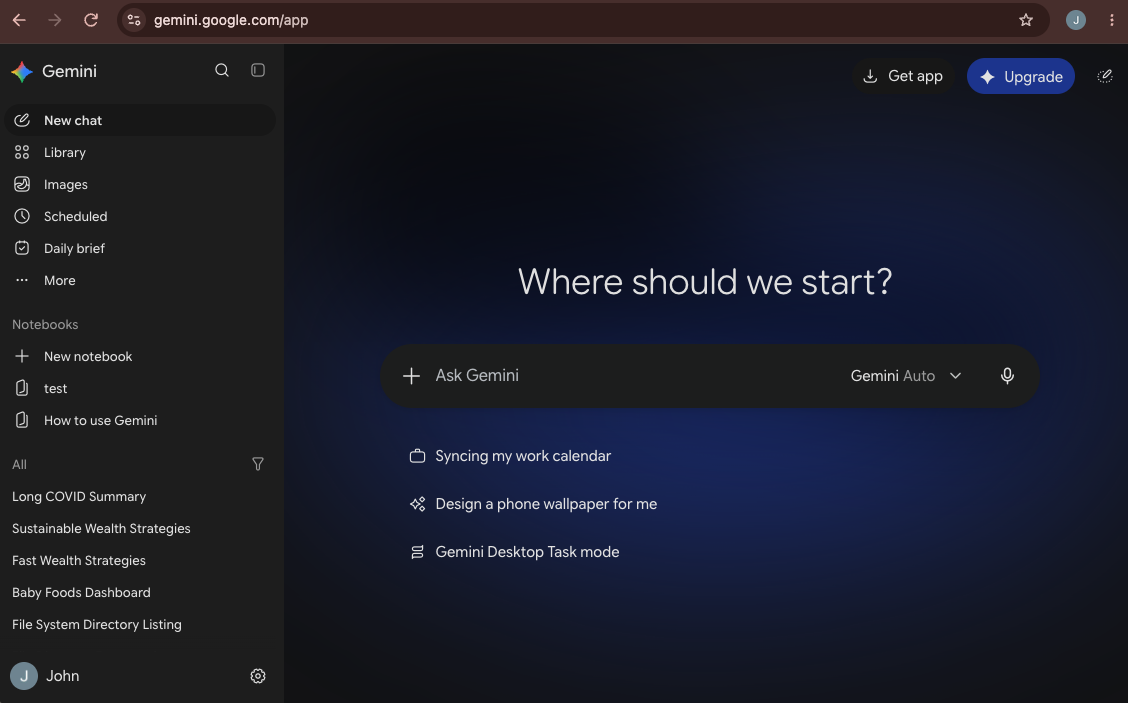 gemini.google.com/app
J
Gemini
Get app
Upgrade
New chat
Library
Images
Scheduled
Daily brief
More
Notebooks
New notebook
test
How to use Gemini
All
Long COVID Summary
Sustainable Wealth Strategies
Fast Wealth Strategies
Baby Foods Dashboard
File System Directory Listing
J John
Where should we start?
Ask Gemini Gemini Auto
Syncing my work calendar
Design a phone wallpaper for me
Gemini Desktop Task mode